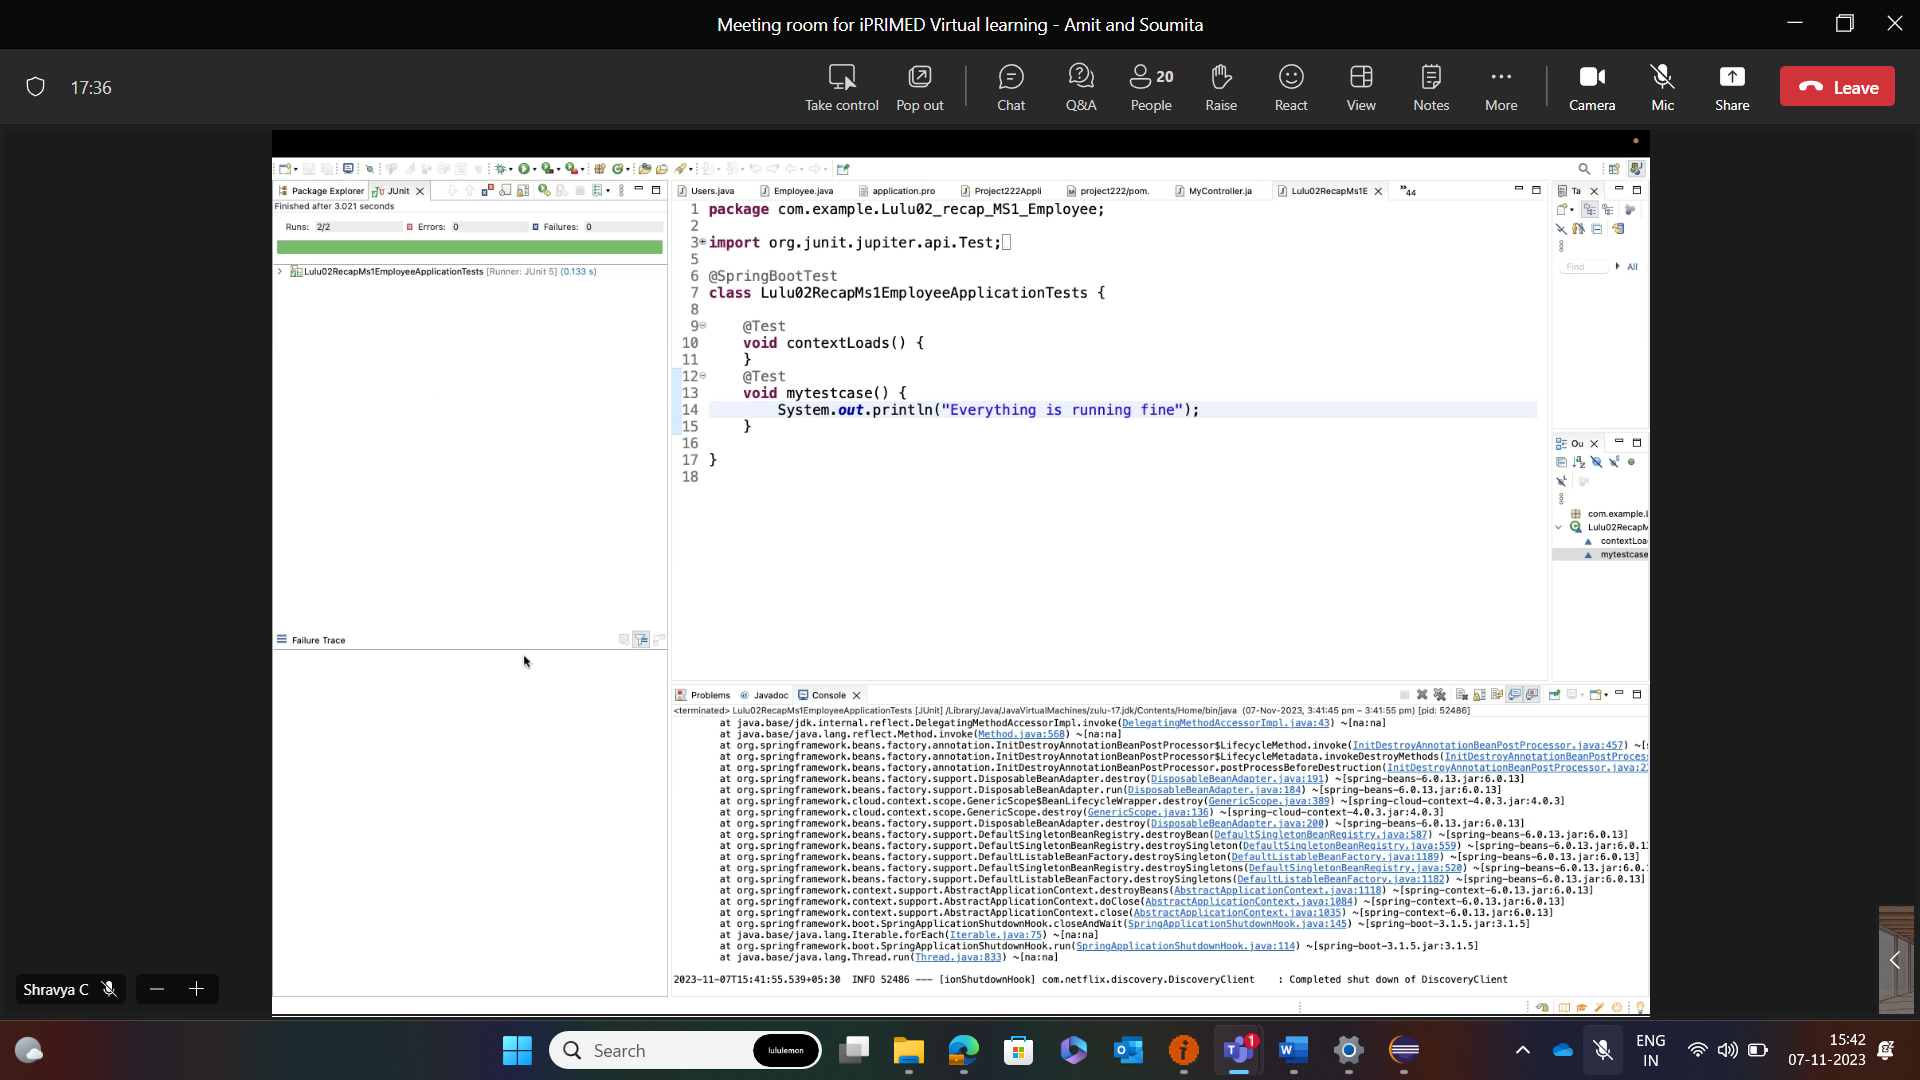 Meeting room for iPRIMED Virtual learning - Amit and Soumita
17:36
Take control
Pop out
Chat
Q&A
20
People
Raise
React
View
Notes
More
Camera
Mic
Share
Leave
Package Explorer
JUnit
Users.java
Employee.java
application.pro
Project222Appli
project222/pom.
MyController.ja
Lulu02RecapMs1E
44
Ta
Finished after 3.021 seconds
Runs: 2/2
Errors: 0
Failures: 0
Lulu02RecapMs1EmployeeApplicationTests [Runner: JUnit 5] (0.133 s)
Failure Trace
1 package com.example.Lulu02_recap_MS1_Employee;
2
3 import org.junit.jupiter.api.Test;
5
6 @SpringBootTest
7 class Lulu02RecapMs1EmployeeApplicationTests {
8
9 @Test
10 void contextLoads() {
11 }
12 @Test
13 void mytestcase() {
14 System.out.println("Everything is running fine");
15 }
16
17 }
18
Find
All
Ou
com.example.
Lulu02RecapM
contextLoa
mytestcase
Problems
Javadoc
Console
<terminated> Lulu02RecapMs1EmployeeApplicationTests [JUnit] /Library/Java/JavaVirtualMachines/zulu-17.jdk/Contents/Home/bin/java (07-Nov-2023, 3:41:45 pm – 3:41:55 pm) [pid: 52486]
at java.base/jdk.internal.reflect.DelegatingMethodAccessorImpl.invoke(DelegatingMethodAccessorImpl.java:43) ~[na:na]
at java.base/java.lang.reflect.Method.invoke(Method.java:568) ~[na:na]
at org.springframework.beans.factory.annotation.InitDestroyAnnotationBeanPostProcessor$LifecycleMethod.invoke(InitDestroyAnnotationBeanPostProcessor.java:457) ~[
at org.springframework.beans.factory.annotation.InitDestroyAnnotationBeanPostProcessor$LifecycleMetadata.invokeDestroyMethods(InitDestroyAnnotationBeanPostProces
at org.springframework.beans.factory.annotation.InitDestroyAnnotationBeanPostProcessor.postProcessBeforeDestruction(InitDestroyAnnotationBeanPostProcessor.java:2
at org.springframework.beans.factory.support.DisposableBeanAdapter.destroy(DisposableBeanAdapter.java:191) ~[spring-beans-6.0.13.jar:6.0.13]
at org.springframework.beans.factory.support.DisposableBeanAdapter.run(DisposableBeanAdapter.java:184) ~[spring-beans-6.0.13.jar:6.0.13]
at org.springframework.cloud.context.scope.GenericScope$BeanLifecycleWrapper.destroy(GenericScope.java:389) ~[spring-cloud-context-4.0.3.jar:4.0.3]
at org.springframework.cloud.context.scope.GenericScope.destroy(GenericScope.java:136) ~[spring-cloud-context-4.0.3.jar:4.0.3]
at org.springframework.beans.factory.support.DisposableBeanAdapter.destroy(DisposableBeanAdapter.java:200) ~[spring-beans-6.0.13.jar:6.0.13]
at org.springframework.beans.factory.support.DefaultSingletonBeanRegistry.destroyBean(DefaultSingletonBeanRegistry.java:587) ~[spring-beans-6.0.13.jar:6.0.13]
at org.springframework.beans.factory.support.DefaultSingletonBeanRegistry.destroySingleton(DefaultSingletonBeanRegistry.java:559) ~[spring-beans-6.0.13.jar:6.0.1
at org.springframework.beans.factory.support.DefaultListableBeanFactory.destroySingleton(DefaultListableBeanFactory.java:1189) ~[spring-beans-6.0.13.jar:6.0.13]
at org.springframework.beans.factory.support.DefaultSingletonBeanRegistry.destroySingletons(DefaultSingletonBeanRegistry.java:520) ~[spring-beans-6.0.13.jar:6.0.
at org.springframework.beans.factory.support.DefaultListableBeanFactory.destroySingletons(DefaultListableBeanFactory.java:1182) ~[spring-beans-6.0.13.jar:6.0.13]
at org.springframework.context.support.AbstractApplicationContext.destroyBeans(AbstractApplicationContext.java:1118) ~[spring-context-6.0.13.jar:6.0.13]
at org.springframework.context.support.AbstractApplicationContext.doClose(AbstractApplicationContext.java:1084) ~[spring-context-6.0.13.jar:6.0.13]
at org.springframework.context.support.AbstractApplicationContext.close(AbstractApplicationContext.java:1035) ~[spring-context-6.0.13.jar:6.0.13]
at org.springframework.boot.SpringApplicationShutdownHook.closeAndWait(SpringApplicationShutdownHook.java:145) ~[spring-boot-3.1.5.jar:3.1.5]
at java.base/java.lang.Iterable.forEach(Iterable.java:75) ~[na:na]
at org.springframework.boot.SpringApplicationShutdownHook.run(SpringApplicationShutdownHook.java:114) ~[spring-boot-3.1.5.jar:3.1.5]
at java.base/java.lang.Thread.run(Thread.java:833) ~[na:na]
2023-11-07T15:41:55.539+05:30 INFO 52486 --- [ionShutdownHook] com.netflix.discovery.DiscoveryClient : Completed shut down of DiscoveryClient
Shravya C
Search
lululemon
1
ENG
IN
15:42
07-11-2023